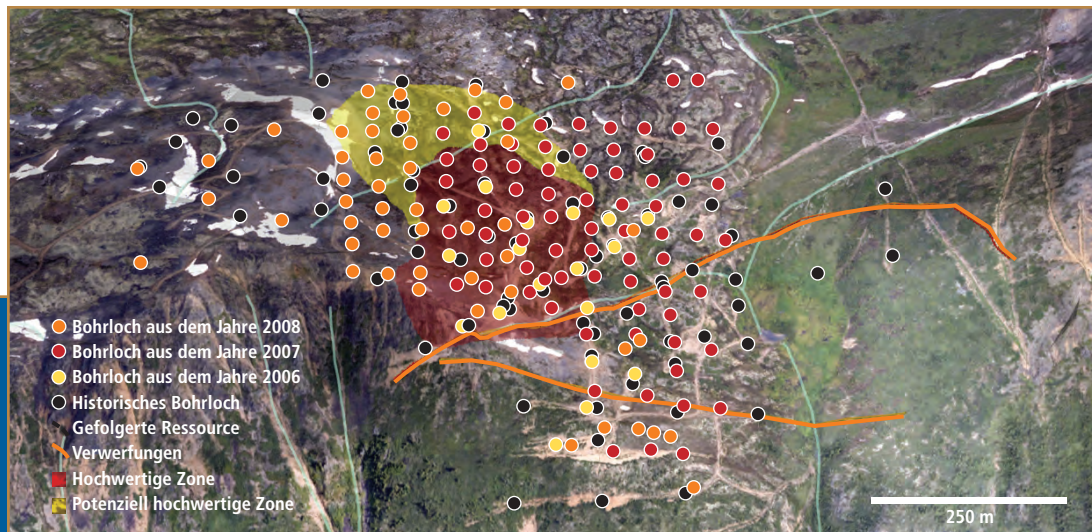 Bohrloch aus dem Jahre 2008
Bohrloch aus dem Jahre 2007
Bohrloch aus dem Jahre 2006
Historisches Bohrloch
Gefolgerte Ressource
Verwerfungen
Hochwertige Zone
Potenziell hochwertige Zone
250 m